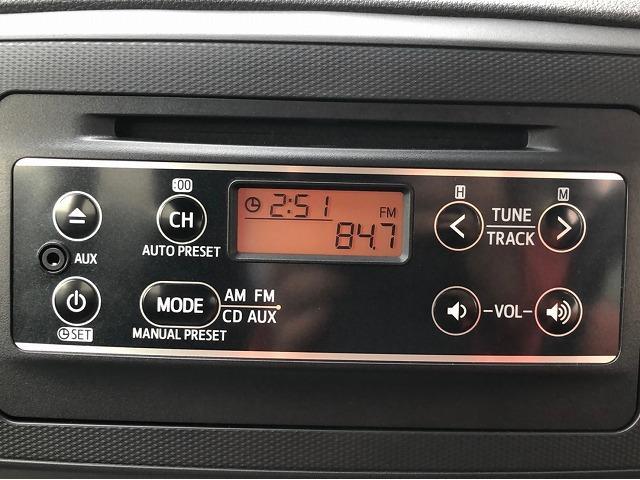 :00
CH
AUTO PRESET
AUX
SET
MODE
AM FM
CD AUX
MANUAL PRESET
2:51
FM
84.7
H
M
TUNE
TRACK
VOL